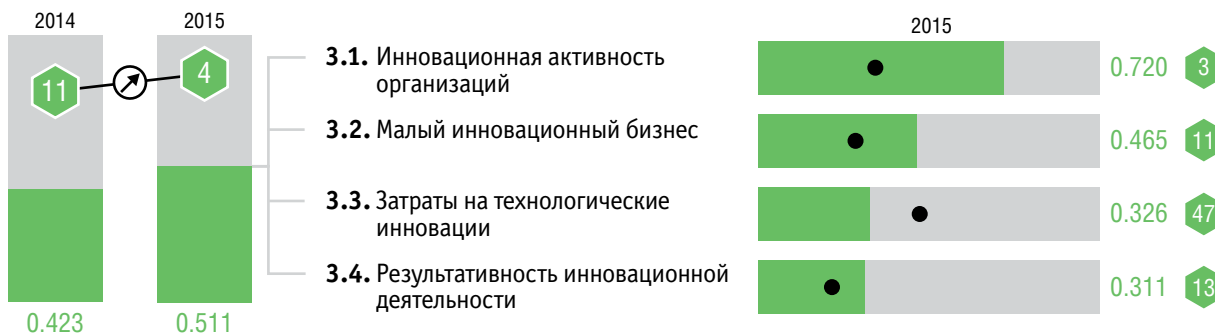 2014
2015
11
4
0.423
0.511
2015
3.1. Инновационная активность
организаций
0.720
3
3.2. Малый инновационный бизнес
0.465
11
3.3. Затраты на технологические
инновации
0.326
47
3.4. Результативность инновационной
деятельности
0.311
13